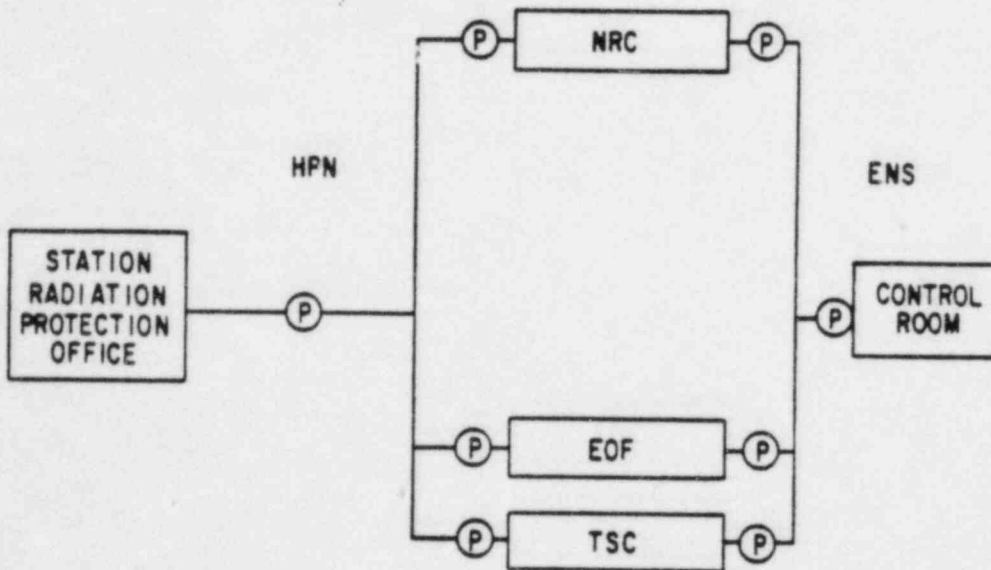 P NRC P
HPN
ENS
STATION
RADIATION
PROTECTION
OFFICE
P
P
CONTROL
ROOM
P EOF P
P TSC P